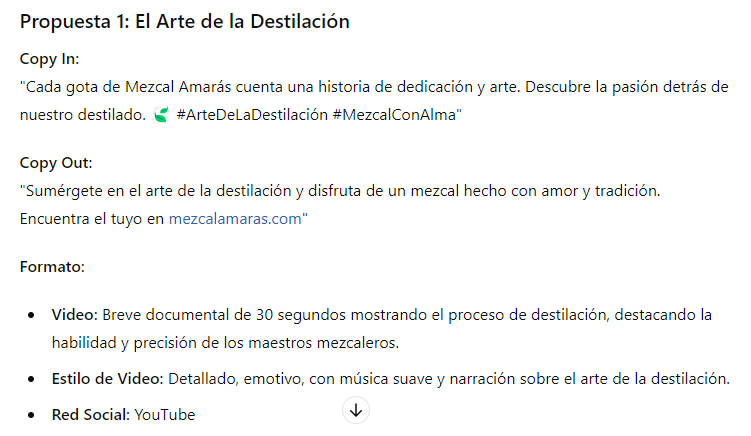 Propuesta 1: El Arte de la Destilación
Copy In:
"Cada gota de Mezcal Amarás cuenta una historia de dedicación y arte. Descubre la pasión detrás de
nuestro destilado. 🌱 #ArteDeLaDestilación #MezcalConAlma"
Copy Out:
"Sumérgete en el arte de la destilación y disfruta de un mezcal hecho con amor y tradición.
Encuentra el tuyo en mezcalamaras.com"
Formato:
• Video: Breve documental de 30 segundos mostrando el proceso de destilación, destacando la
habilidad y precisión de los maestros mezcaleros.
• Estilo de Video: Detallado, emotivo, con música suave y narración sobre el arte de la destilación.
• Red Social: YouTube